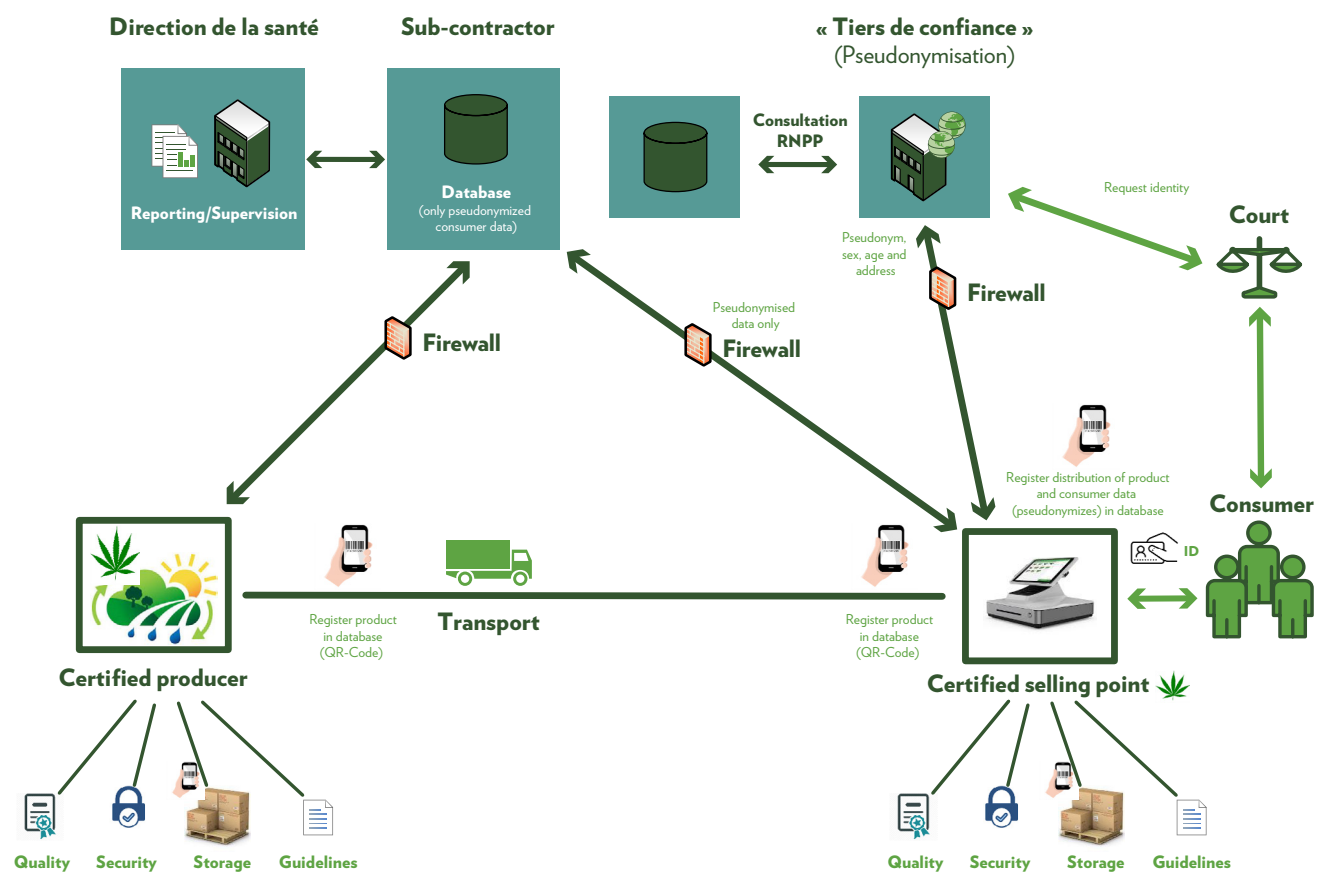 Direction de la santé
Sub-contractor
« Tiers de confiance »
(Pseudonymisation)
Reporting/Supervision
Database
(only pseudonymized
consumer data)
Consultation
RNPP
Pseudonym,
sex, age and
address
Request identity
Court
Firewall
Pseudonymised
data only
Firewall
Firewall
Register distribution of product
and consumer data
(pseudonymizes) in database
Consumer
ID
Register product
in database
(QR-Code)
Transport
Register product
in database
(QR-Code)
Certified producer
Certified selling point
Quality
Security
Storage
Guidelines
Quality
Security
Storage
Guidelines